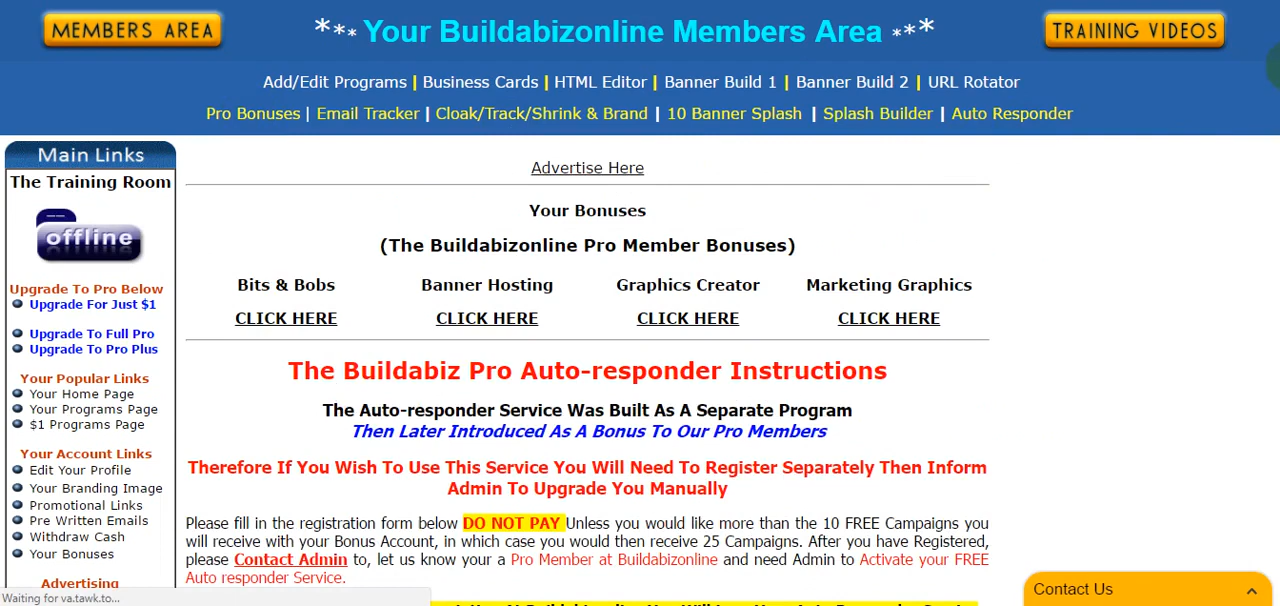 MEMBERS AREA
*** Your Buildabizonline Members Area ***
TRAINING VIDEOS
Add/Edit Programs | Business Cards | HTML Editor | Banner Build 1 | Banner Build 2 | URL Rotator
Pro Bonuses | Email Tracker | Cloak/Track/Shrink & Brand | 10 Banner Splash | Splash Builder | Auto Responder
Main Links
The Training Room
offline
Upgrade To Pro Below
Upgrade For Just $1
Upgrade To Full Pro
Upgrade To Pro Plus
Your Popular Links
Your Home Page
Your Programs Page
$1 Programs Page
Your Account Links
Edit Your Profile
Your Branding Image
Promotional Links
Pre Written Emails
Withdraw Cash
Your Bonuses
Advertising
Advertise Here
Your Bonuses
(The Buildabizonline Pro Member Bonuses)
Bits & Bobs Banner Hosting Graphics Creator Marketing Graphics
CLICK HERE CLICK HERE CLICK HERE CLICK HERE
The Buildabiz Pro Auto-responder Instructions
The Auto-responder Service Was Built As A Separate Program
Then Later Introduced As A Bonus To Our Pro Members
Therefore If You Wish To Use This Service You Will Need To Register Separately Then Inform
Admin To Upgrade You Manually
Please fill in the registration form below DO NOT PAY Unless you would like more than the 10 FREE Campaigns you
will receive with your Bonus Account, in which case you would then receive 25 Campaigns. After you have Registered,
please Contact Admin to, let us know your a Pro Member at Buildabizonline and need Admin to Activate your FREE
Auto responder Service.
Waiting for va.tawk.to...
Contact Us